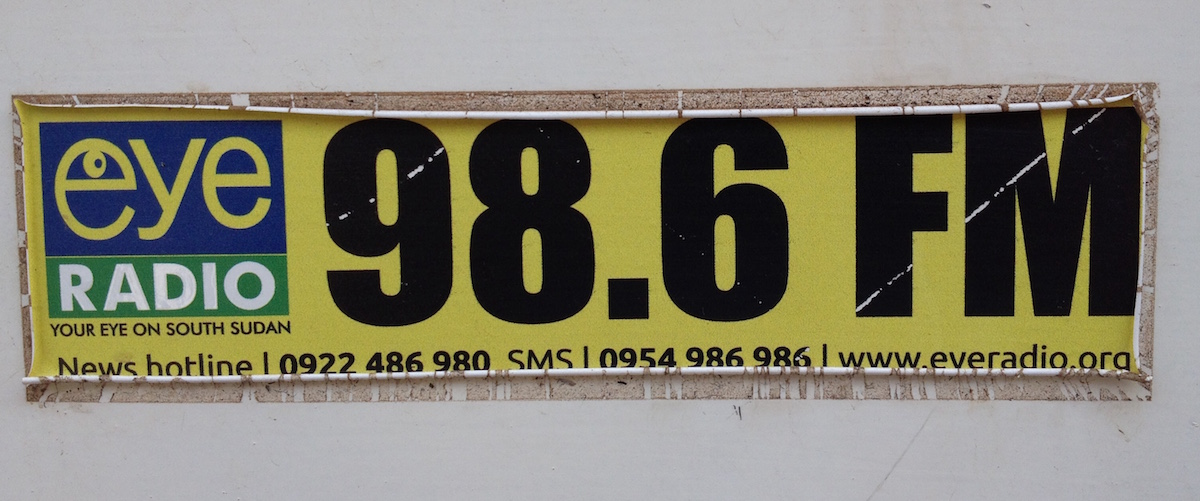 eye
RADIO
YOUR EYE ON SOUTH SUDAN
98.6 FM
News hotline | 0922 486 980 SMS | 0954 986 986 | www.eyeradio.org